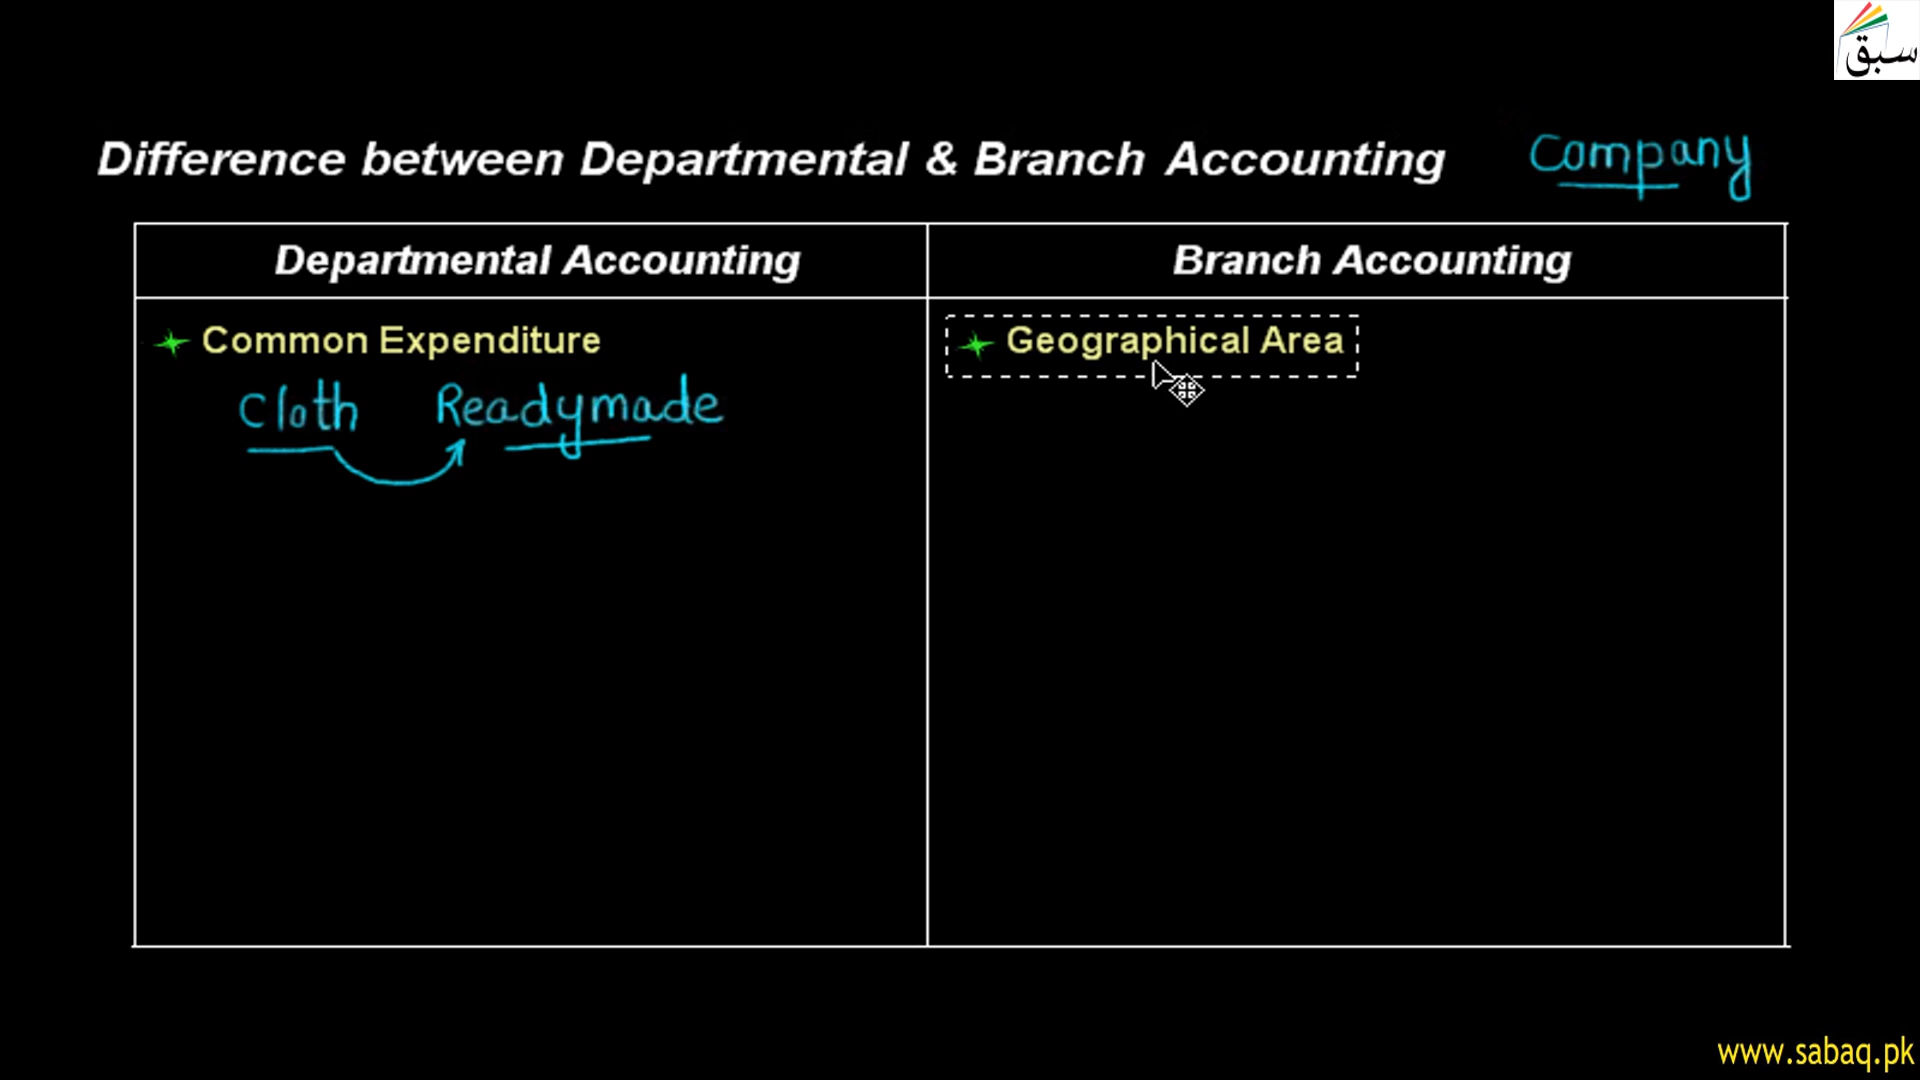 سبق
Difference between Departmental & Branch Accounting Company
Departmental Accounting Branch Accounting
Common Expenditure Geographical Area
Cloth Readymade
www.sabaq.pk